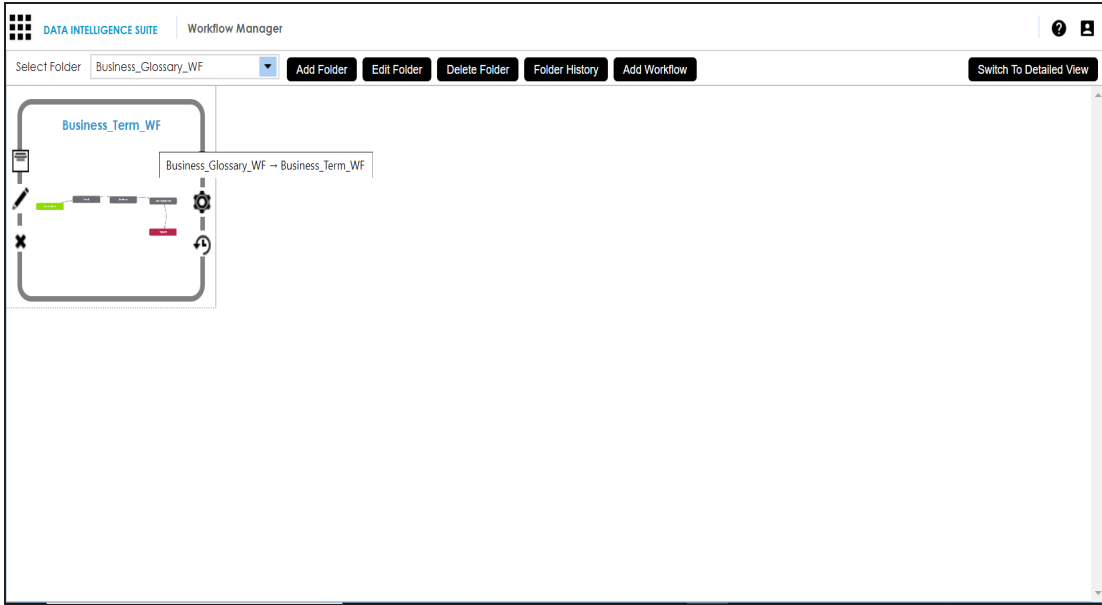 DATA INTELLIGENCE SUITE
Workflow Manager
Select Folder
Business_Glossary_WF
Add Folder
Edit Folder
Delete Folder
Folder History
Add Workflow
Switch To Detailed View
Business_Term_WF
Business_Glossary_WF → Business_Term_WF